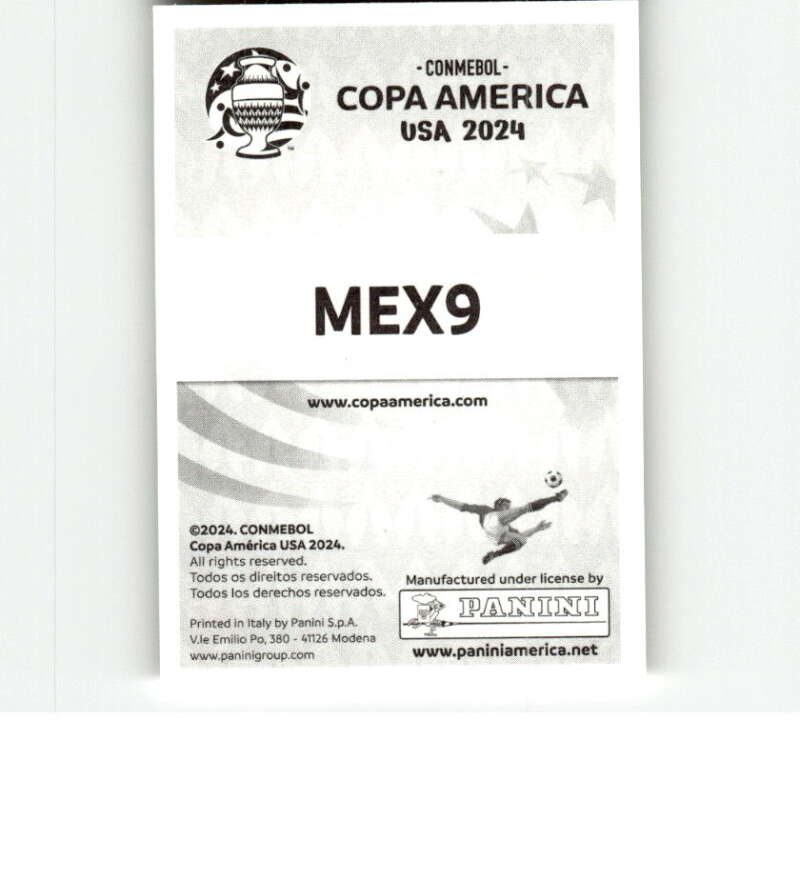 - CONMEBOL -
COPA AMERICA
USA 2024
MEX9
www.copaamerica.com
©2024. CONMEBOL
Copa América USA 2024.
All rights reserved.
Todos os direitos reservados.
Todos los derechos reservados.
Printed in Italy by Panini S.p.A.
V.le Emilio Po, 380 - 41126 Modena
www.paninigroup.com
Manufactured under license by
PANINI
www.paniniamerica.net